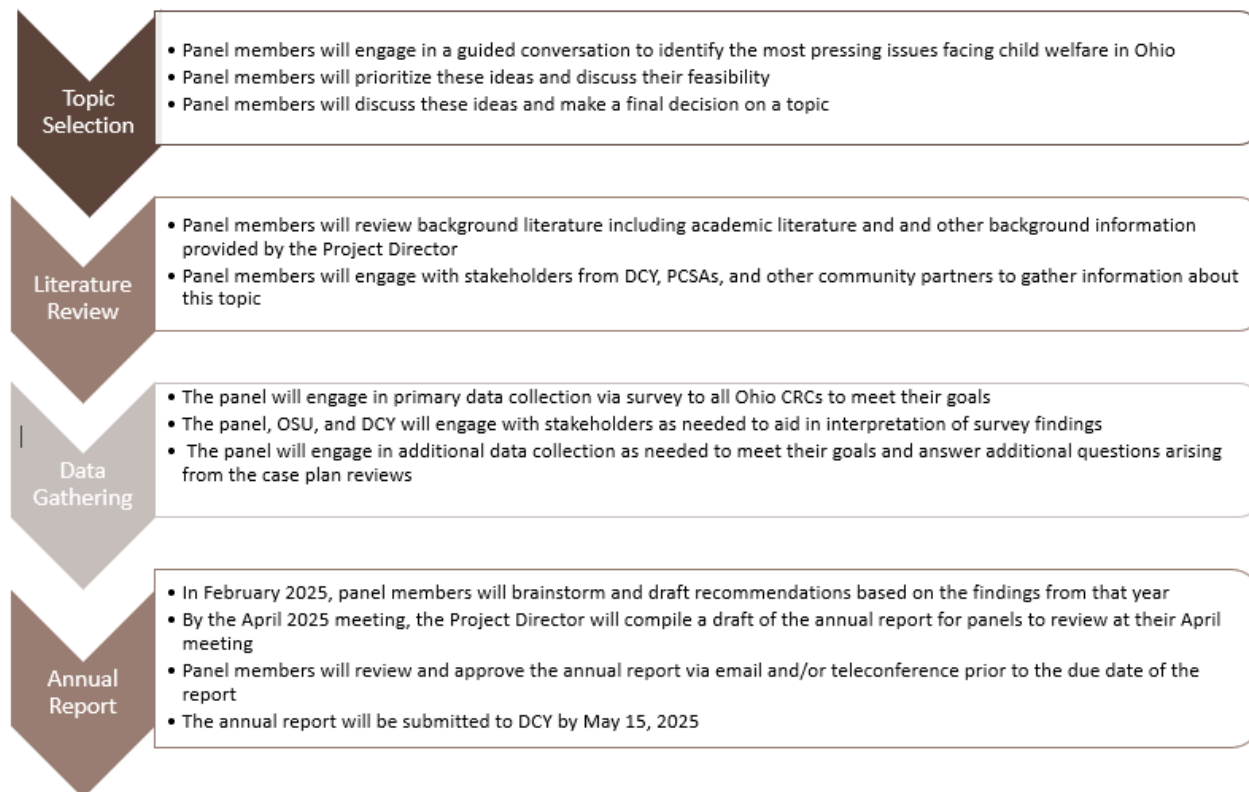 Topic
Selection
• Panel members will engage in a guided conversation to identify the most pressing issues facing child welfare in Ohio
• Panel members will prioritize these ideas and discuss their feasibility
• Panel members will discuss these ideas and make a final decision on a topic
Literature
Review
• Panel members will review background literature including academic literature and and other background information
provided by the Project Director
• Panel members will engage with stakeholders from DCY, PCSAs, and other community partners to gather information about
this topic
Data
Gathering
• The panel will engage in primary data collection via survey to all Ohio CRCs to meet their goals
• The panel, OSU, and DCY will engage with stakeholders as needed to aid in interpretation of survey findings
• The panel will engage in additional data collection as needed to meet their goals and answer additional questions arising
from the case plan reviews
Annual
Report
• In February 2025, panel members will brainstorm and draft recommendations based on the findings from that year
• By the April 2025 meeting, the Project Director will compile a draft of the annual report for panels to review at their April
meeting
• Panel members will review and approve the annual report via email and/or teleconference prior to the due date of the
report
• The annual report will be submitted to DCY by May 15, 2025